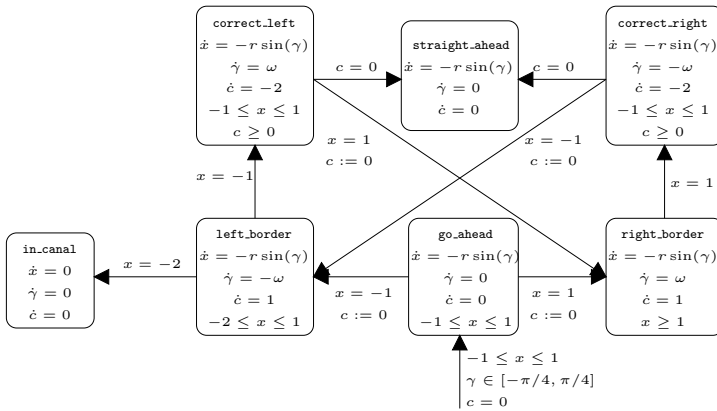 correct_left
ẋ = −r sin(γ)
γ̇ = ω
ċ = −2
−1 ≤ x ≤ 1
c ≥ 0
c = 0
straight_ahead
ẋ = −r sin(γ)
γ̇ = 0
ċ = 0
c = 0
correct_right
ẋ = −r sin(γ)
γ̇ = −ω
ċ = −2
−1 ≤ x ≤ 1
c ≥ 0
x = 1
c := 0
x = −1
c := 0
x = −1
x = 1
in_canal
ẋ = 0
γ̇ = 0
ċ = 0
x = −2
left_border
ẋ = −r sin(γ)
γ̇ = −ω
ċ = 1
−2 ≤ x ≤ 1
x = −1
c := 0
go_ahead
ẋ = −r sin(γ)
γ̇ = 0
ċ = 0
−1 ≤ x ≤ 1
x = 1
c := 0
right_border
ẋ = −r sin(γ)
γ̇ = ω
ċ = 1
x ≥ 1
−1 ≤ x ≤ 1
γ ∈ [−π/4, π/4]
c = 0